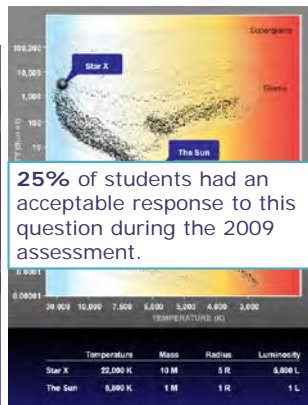 Supergiants
100,000
Star X
10,000
1,000
Giants
100
10
The Sun
25% of students had an
acceptable response to this
question during the 2009
assessment.
0.0001
0.00001
30,000 10,000 7,500 6,000 5,000 4,000 3,000
TEMPERATURE (K)
Temperature Mass Radius Luminosity
Star X 22,000 K 10 M 5 R 5,800 L
The Sun 5,800 K 1 M 1 R 1 L